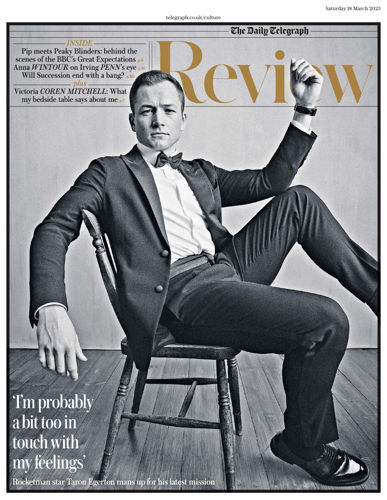 Saturday 18 March 2023
telegraph.co.uk/culture
The Daily Telegraph
Review
INSIDE
Pip meets Peaky Blinders: behind the
scenes of the BBC's Great Expectations
Anna WINTOUR on Irving PENN's eye
Will Succession end with a bang?
plus
Victoria COREN MITCHELL: What
my bedside table says about me
'I'm probably
a bit too in
touch with
my feelings'
Rocketman star Taron Egerton mans up for his latest mission